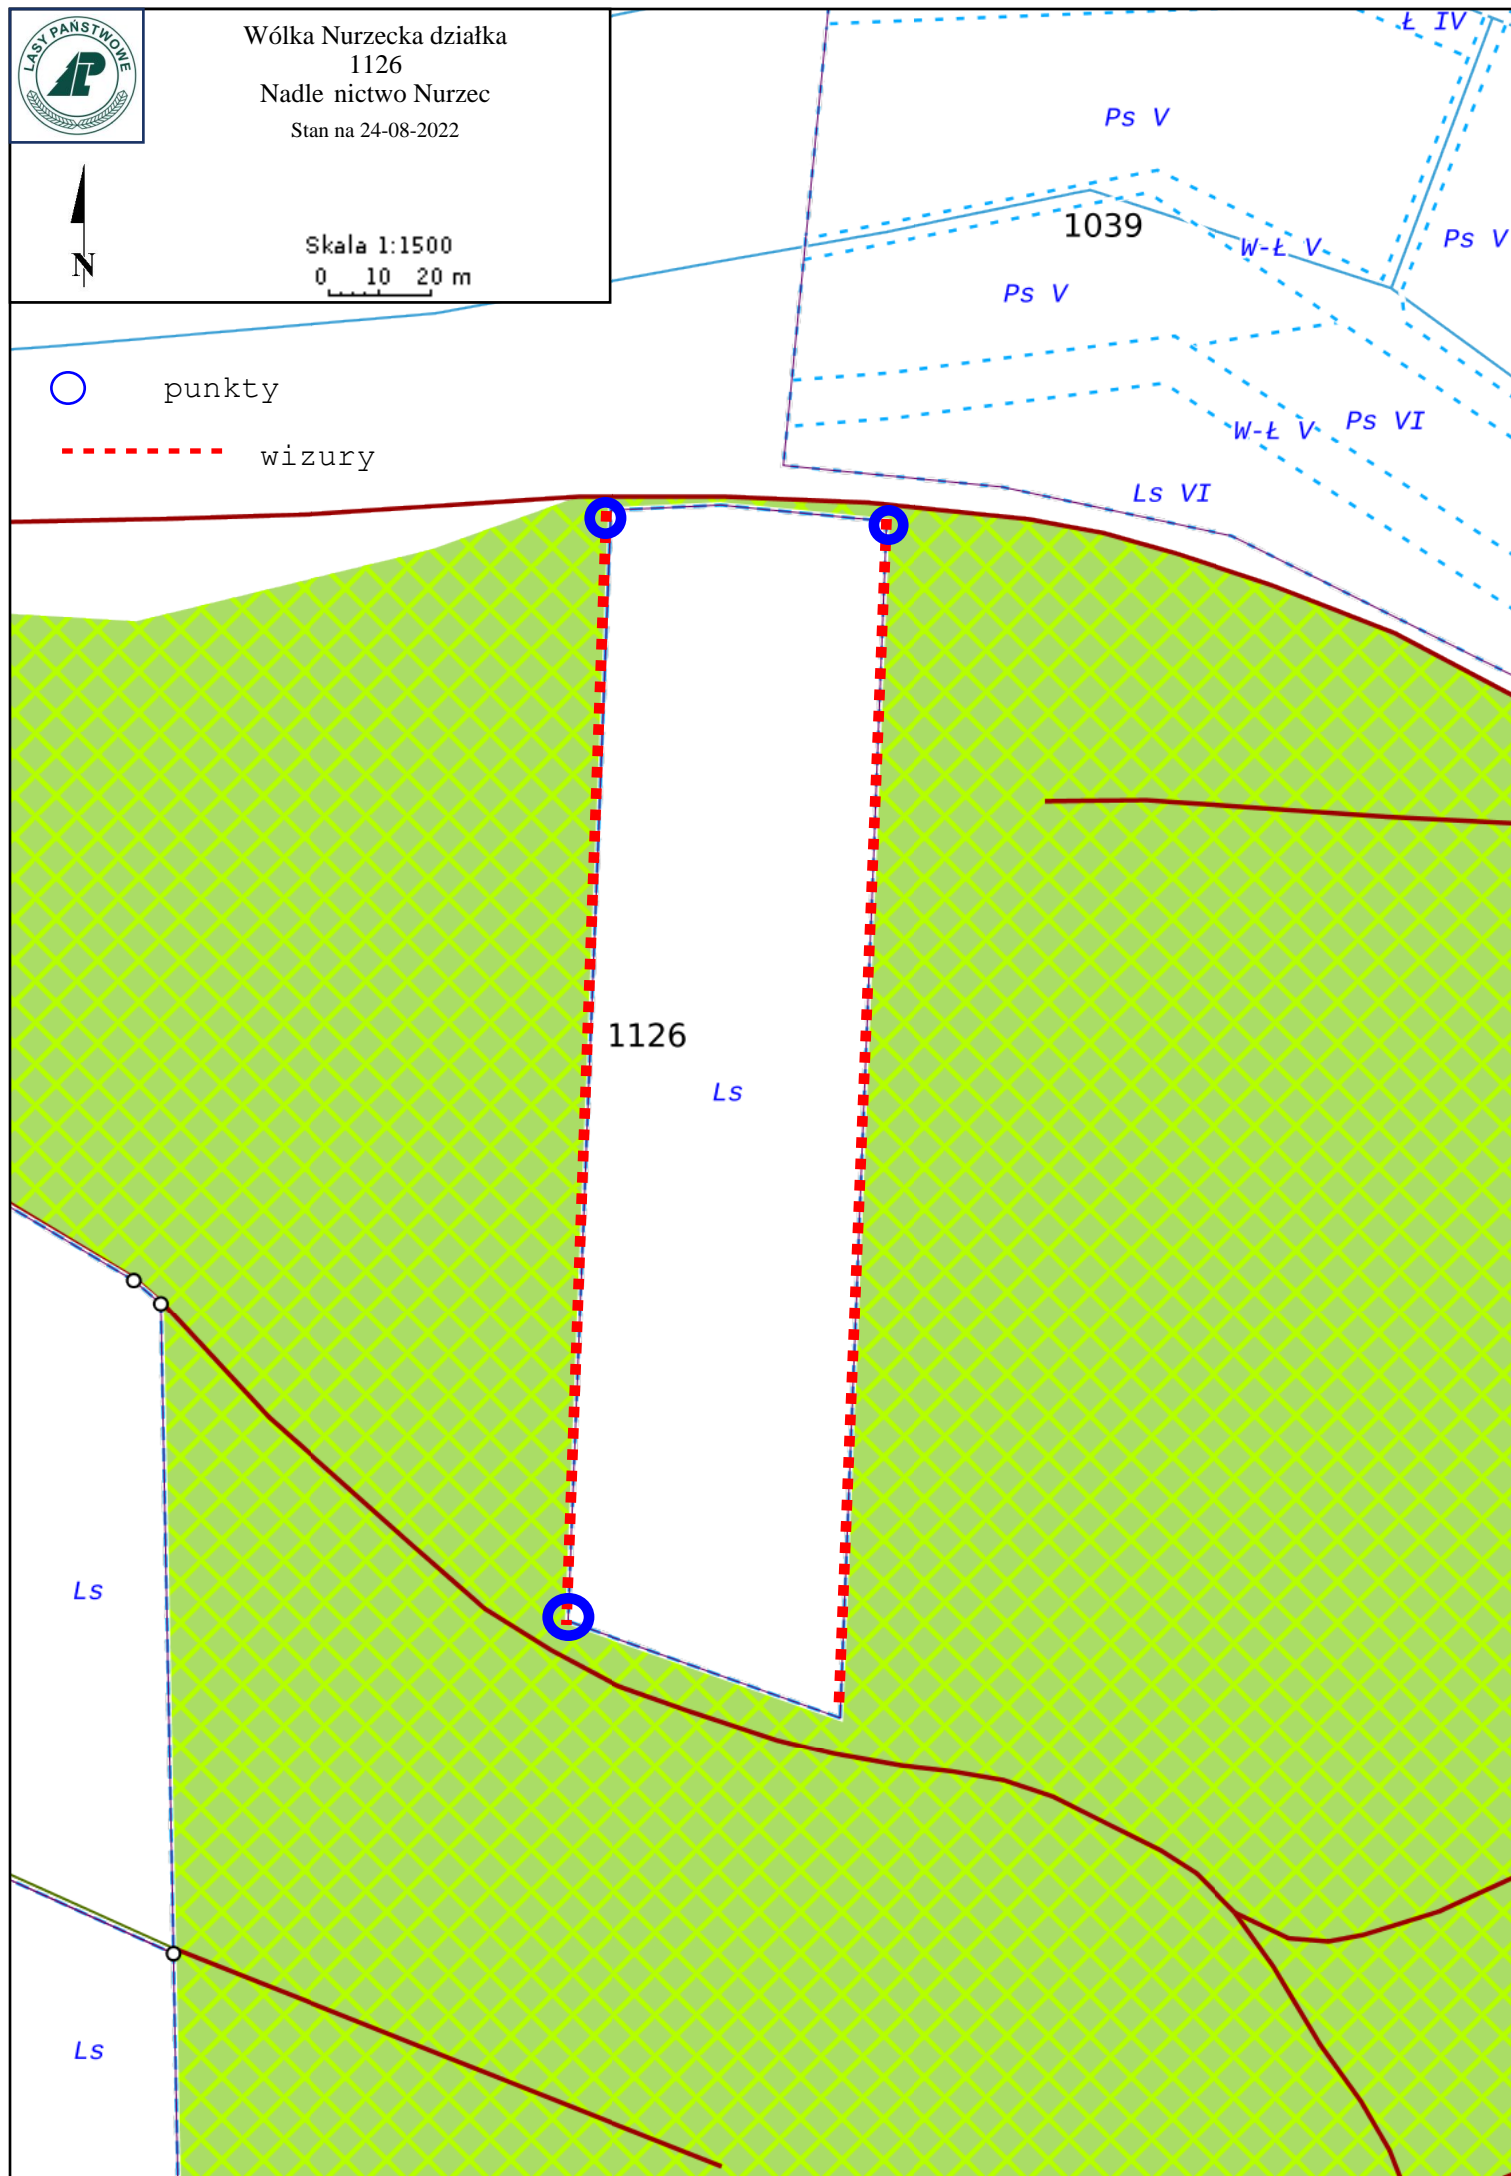 LASY PAŃSTWOWE
Wólka Nurzecka działka
1126
Nadle nictwo Nurzec
Stan na 24-08-2022
N
Skala 1:1500
0 10 20 m
punkty
wizury
Ł IV
Ps V
1039
W-Ł V
Ps V
Ps V
Ps VI
W-Ł V
Ls VI
1126
Ls
Ls
Ls